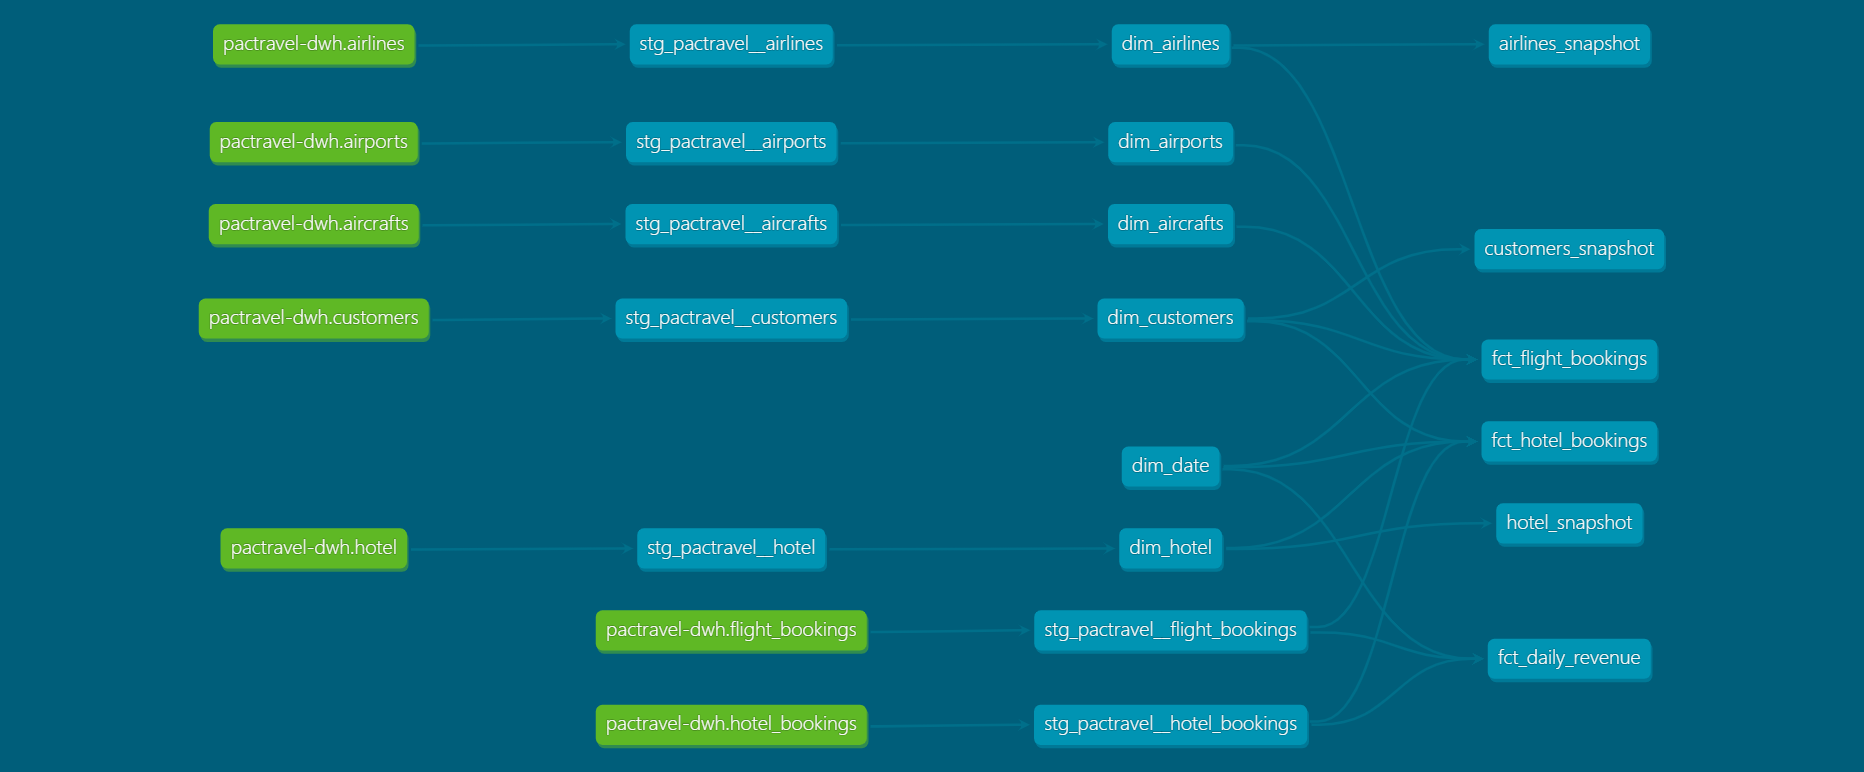 pactravel-dwh.airlines
stg_pactravel__airlines
dim_airlines
airlines_snapshot
pactravel-dwh.airports
stg_pactravel__airports
dim_airports
pactravel-dwh.aircrafts
stg_pactravel__aircrafts
dim_aircrafts
customers_snapshot
pactravel-dwh.customers
stg_pactravel__customers
dim_customers
fct_flight_bookings
fct_hotel_bookings
dim_date
hotel_snapshot
pactravel-dwh.hotel
stg_pactravel__hotel
dim_hotel
pactravel-dwh.flight_bookings
stg_pactravel__flight_bookings
fct_daily_revenue
pactravel-dwh.hotel_bookings
stg_pactravel__hotel_bookings